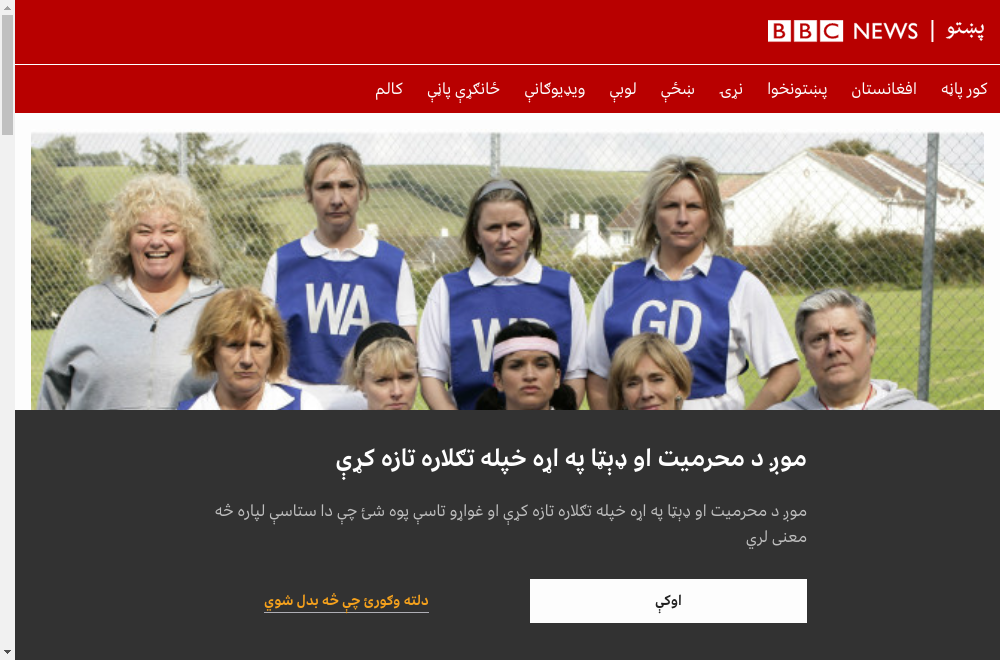 BBC NEWS | پښتو
کور پاڼه افغانستان پښتونخوا نړۍ ښځې لوبې ویډیوګانې ځانګړې پاڼې کالم
WA
GD
موږ د محرمیت او ډېټا په اړه خپله تګلاره تازه کړې
موږ د محرمیت او ډېټا په اړه خپله تګلاره تازه کړې او غواړو تاسې پوه شئ چې دا ستاسې لپاره څه
معنی لري
اوکې
دلته وګورئ چې څه بدل شوي